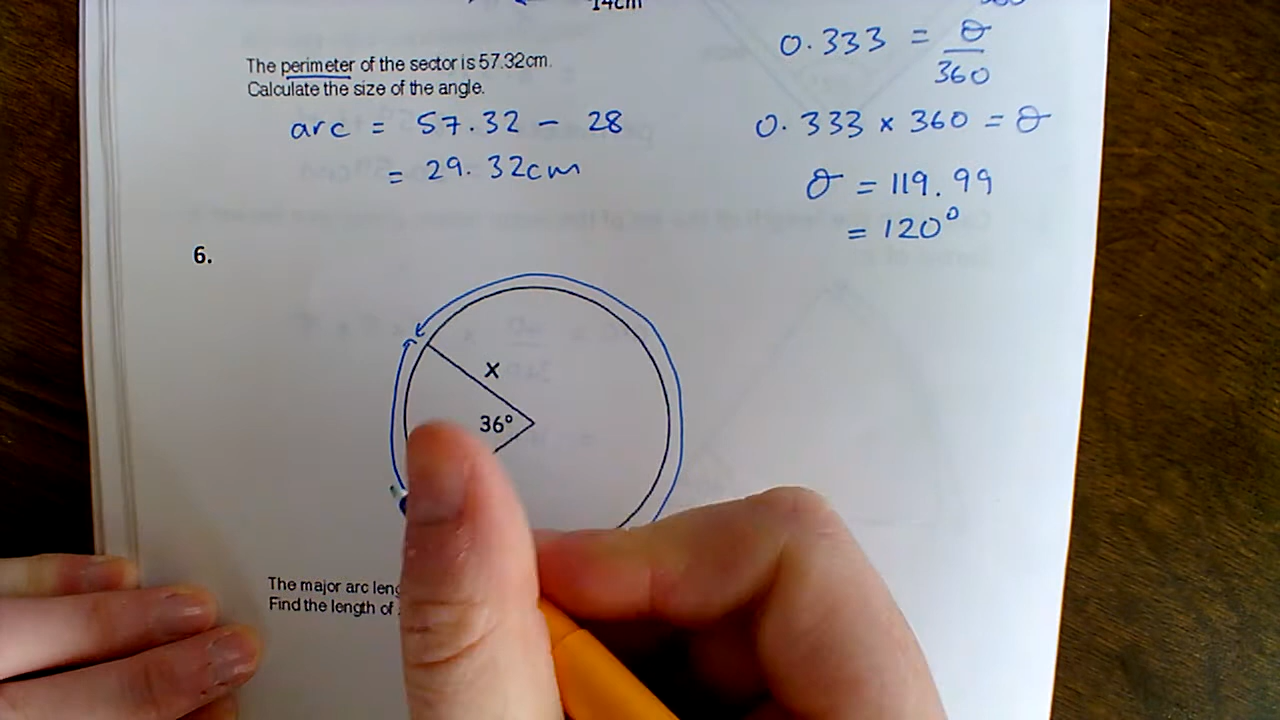 14cm
The perimeter of the sector is 57.32cm.
Calculate the size of the angle.
arc = 57.32 - 28
= 29.32cm
0.333 = θ
360
0.333 x 360 = θ
θ = 119.99
= 120°
6.
x
36°
The major arc
Find the length of